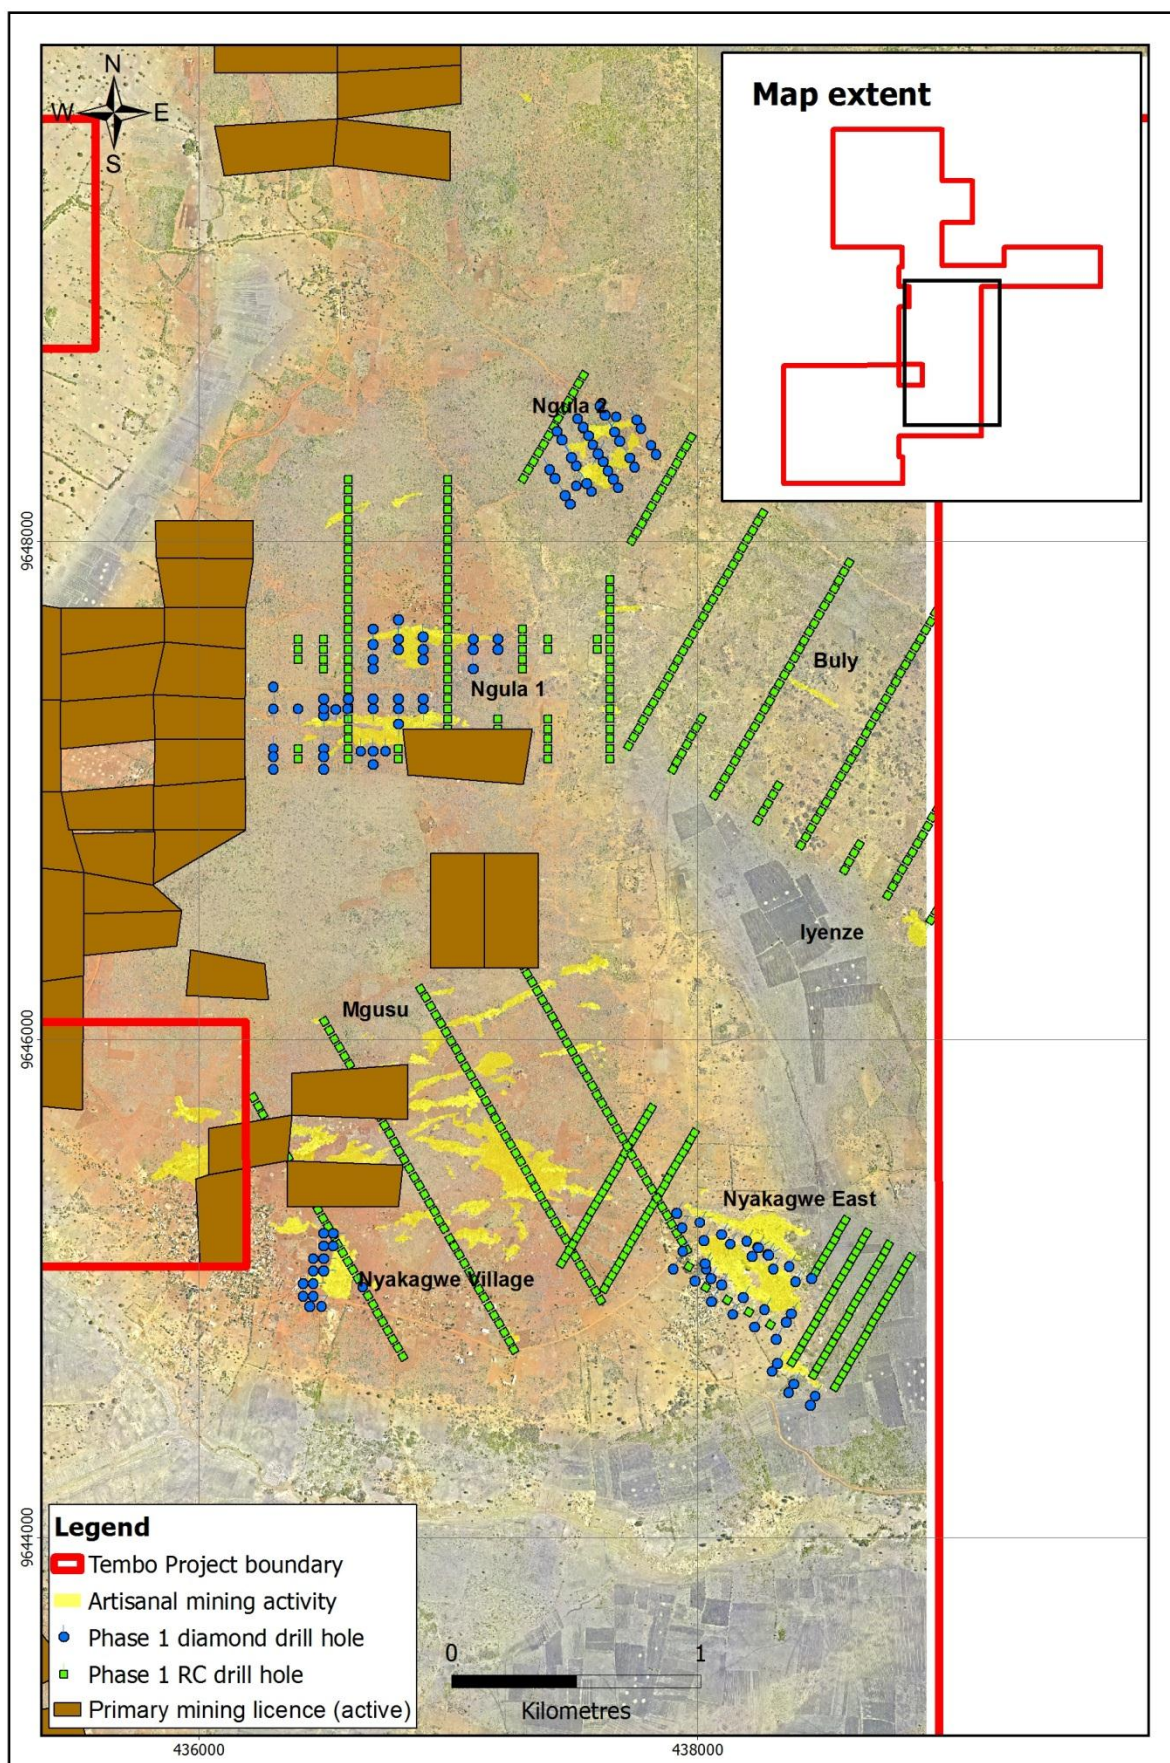 N
W E
S
Map extent
Ngula 2
9648000
Buly
Ngula 1
Iyenze
Mgusu
9646000
Nyakagwe East
Nyakagwe Village
9644000
Legend
Tembo Project boundary
Artisanal mining activity
Phase 1 diamond drill hole
Phase 1 RC drill hole
Primary mining licence (active)
0 1
Kilometres
436000 438000